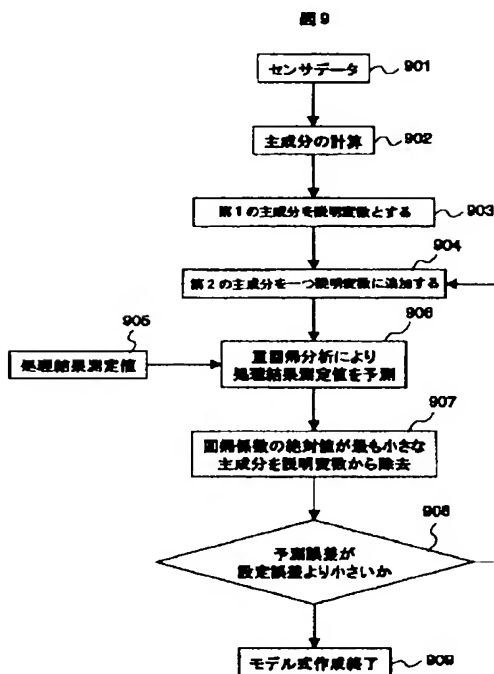 図9
センサデータ
901
主成分の計算
902
第1の主成分を説明変数とする
903
904
第2の主成分を一つ説明変数に追加する
905
処理結果測定値
906
重回帰分析により
処理結果測定値を予測
907
回帰係数の絶対値が最も小さな
主成分を説明変数から除去
908
予測誤差が
設定誤差より小さいか
モデル式作成終了
909